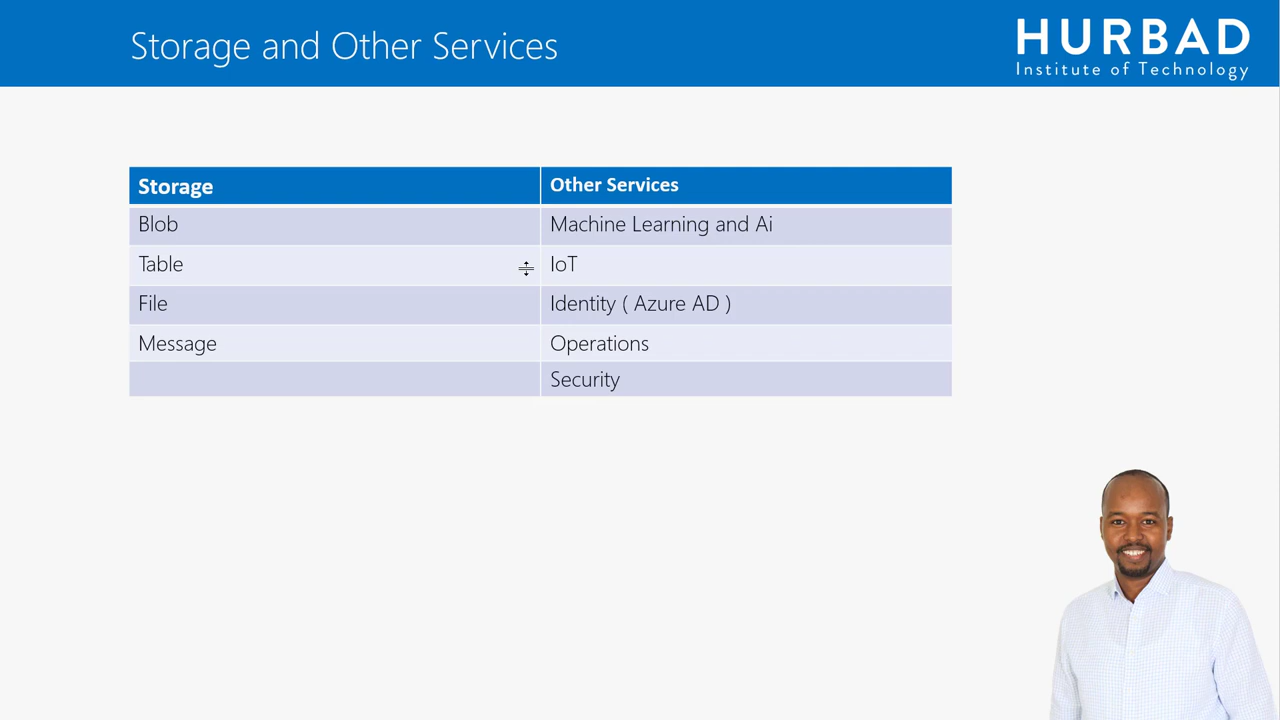 Storage and Other Services
HURBAD
Institute of Technology
Storage Other Services
Blob Machine Learning and Ai
Table IoT
File Identity ( Azure AD )
Message Operations
Security